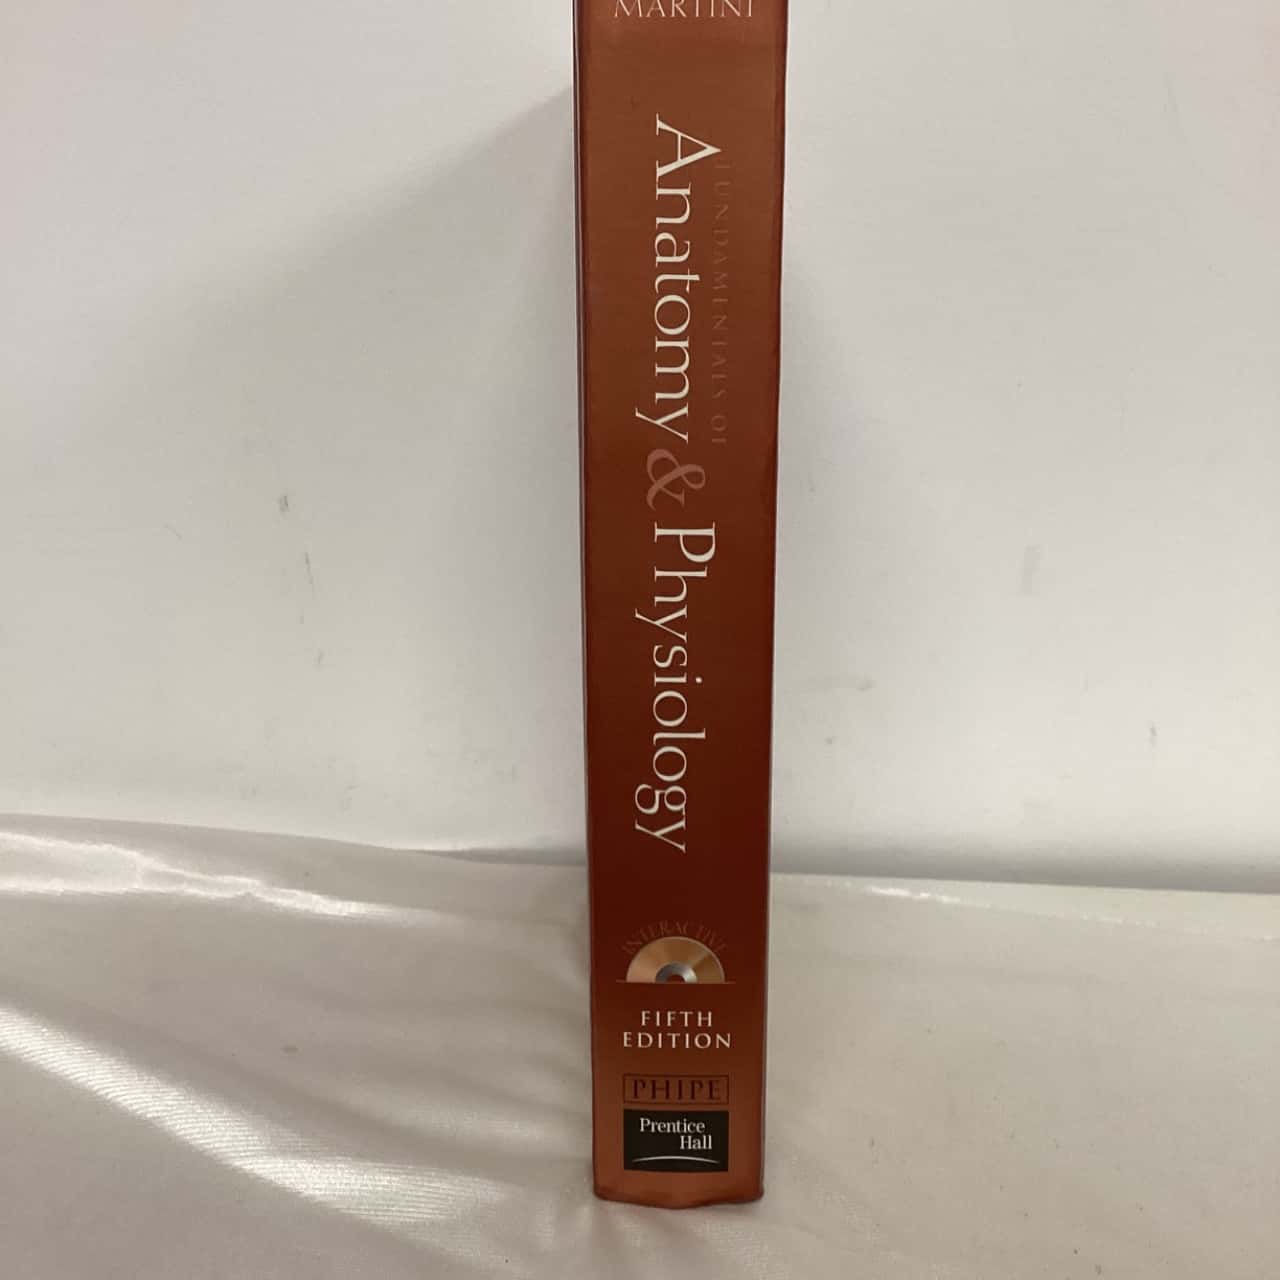 MARTINI
FUNDAMENTALS OF
Anatomy & Physiology
INTERACTIVE
FIFTH
EDITION
PHIPE
Prentice
Hall